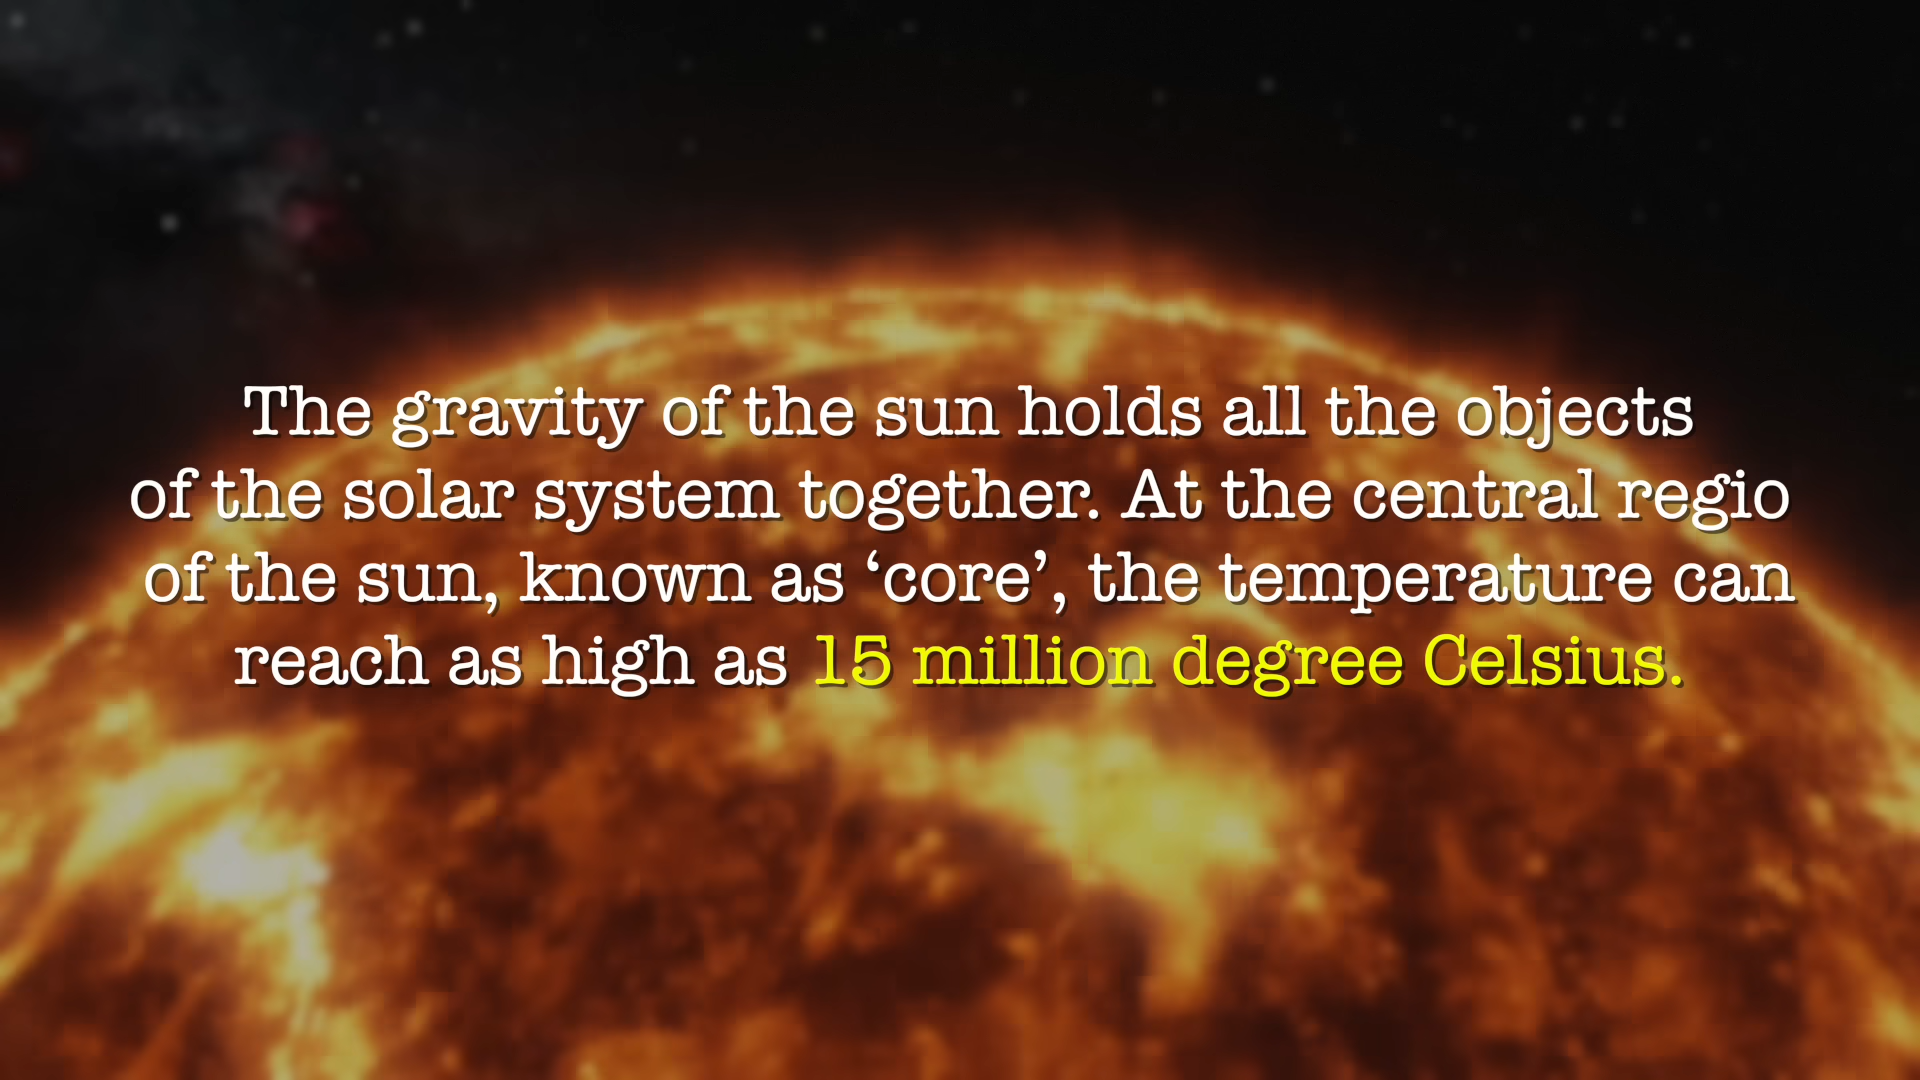 The gravity of the sun holds all the objects
of the solar system together. At the central regio
of the sun, known as ‘core’, the temperature can
reach as high as 15 million degree Celsius.